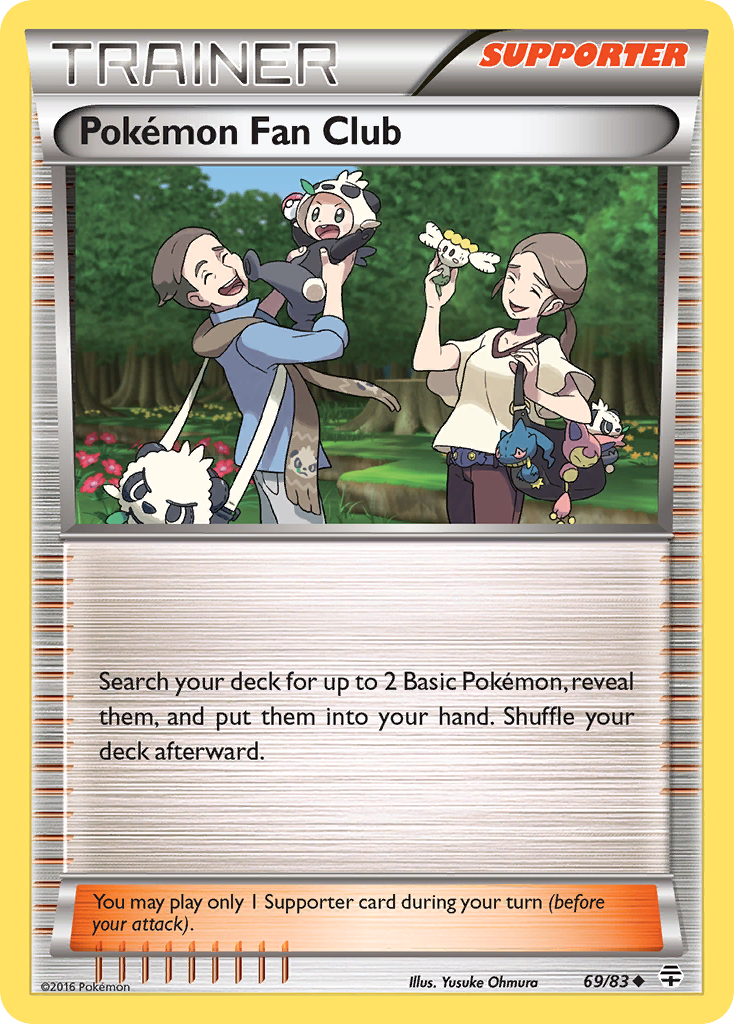 TRAINER
SUPPORTER
Pokémon Fan Club
Search your deck for up to 2 Basic Pokémon, reveal
them, and put them into your hand. Shuffle your
deck afterward.
You may play only 1 Supporter card during your turn (before
your attack).
©2016 Pokémon
Illus. Yusuke Ohmura
69/83